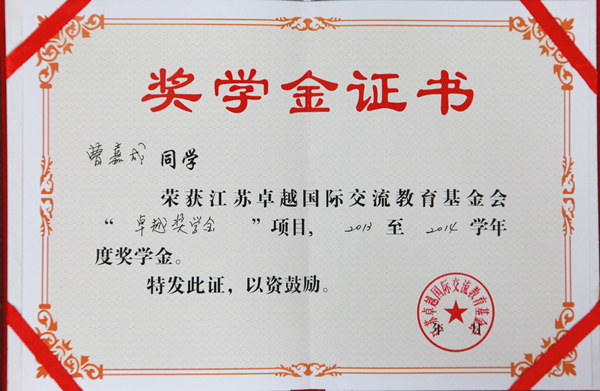 奖学金证书
曹嘉成 同学
荣获江苏卓越国际交流教育基金会
“ 卓越奖学金 ”项目，2013 至 2014 学年
度奖学金。
特发此证，以资鼓励。
江苏卓越国际交流教育基金会
年 月